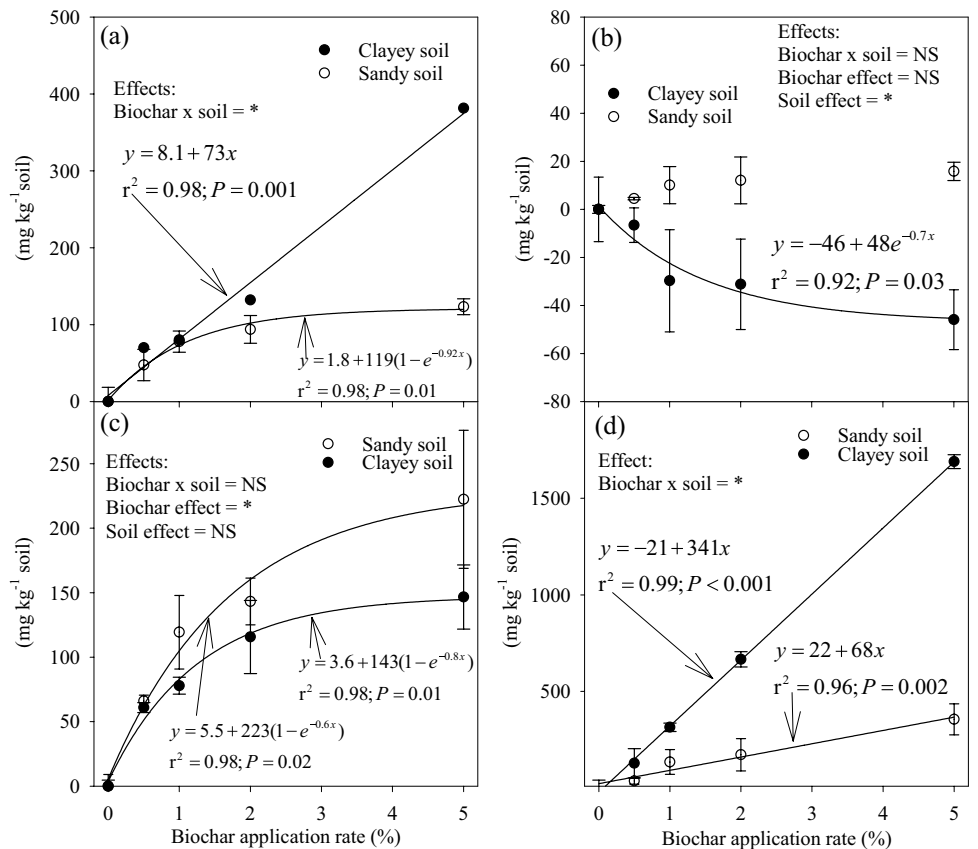 (a)
Clayey soil
Sandy soil
Effects:
Biochar x soil = *
y = 8.1+73x
r² = 0.98; P = 0.001
y = 1.8+119(1−e^−0.92x)
r² = 0.98; P = 0.01
(mg kg⁻¹ soil)
500
400
300
200
100
0
(b)
Effects:
Biochar x soil = NS
Biochar effect = NS
Soil effect = *
Clayey soil
Sandy soil
y = −46+48e^−0.7x
r² = 0.92; P = 0.03
(mg kg⁻¹ soil)
80
60
40
20
0
-20
-40
-60
-80
(c)
Sandy soil
Clayey soil
Effects:
Biochar x soil = NS
Biochar effect = *
Soil effect = NS
y = 3.6+143(1−e^−0.8x)
r² = 0.98; P = 0.01
y = 5.5+223(1−e^−0.6x)
r² = 0.98; P = 0.02
(mg kg⁻¹ soil)
250
200
150
100
50
0
0 1 2 3 4 5
Biochar application rate (%)
(d)
Sandy soil
Clayey soil
Effect:
Biochar x soil = *
y = −21+341x
r² = 0.99; P < 0.001
y = 22+68x
r² = 0.96; P = 0.002
(mg kg⁻¹ soil)
1500
1000
500
0 1 2 3 4 5
Biochar application rate (%)